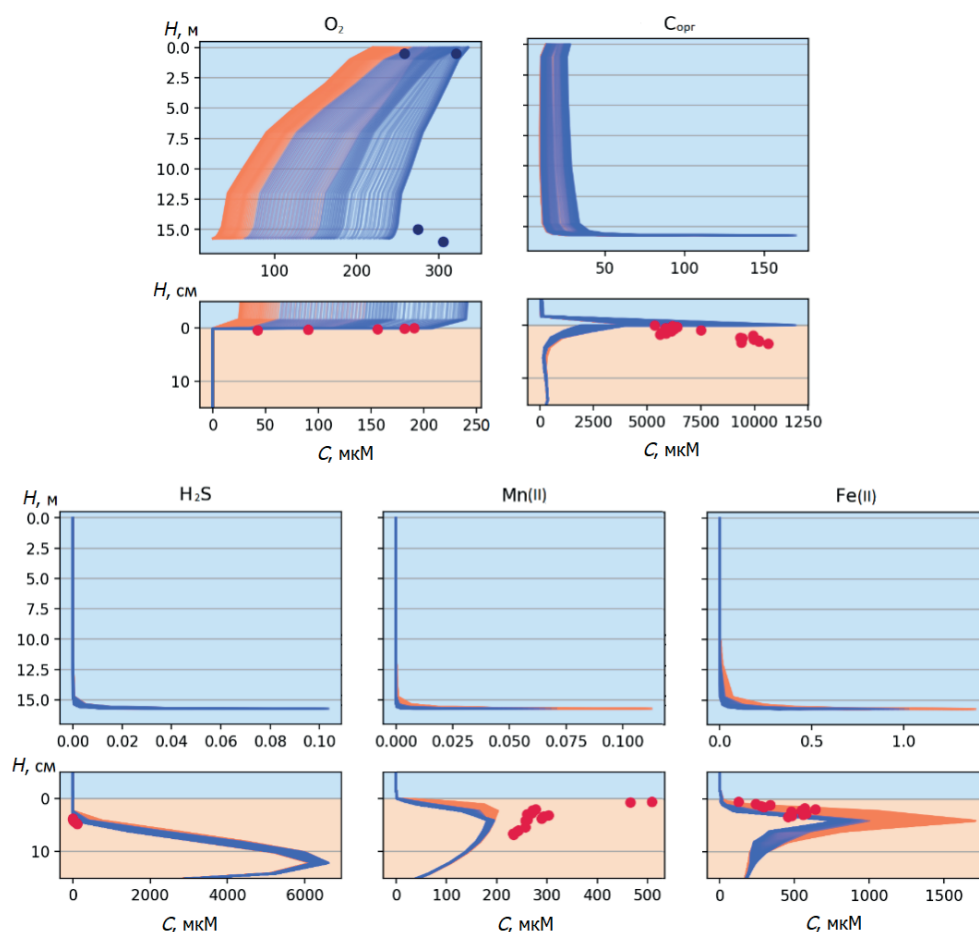 O₂
Cорг
H, м
0.0
2.5
5.0
7.5
10.0
12.5
15.0
100 200 300
50 100 150
H, см
0
10
0 50 100 150 200 250
0 2500 5000 7500 10000 1250
C, мкМ
C, мкМ
H, м
H₂S
Mn(II)
Fe(II)
0.0
2.5
5.0
7.5
10.0
12.5
15.0
0.00 0.02 0.04 0.06 0.08 0.10
0.000 0.025 0.050 0.075 0.100
0.0 0.5 1.0
H, см
0
10
0 2000 4000 6000
0 100 200 300 400 500
0 500 1000 1500
C, мкМ
C, мкМ
C, мкМ